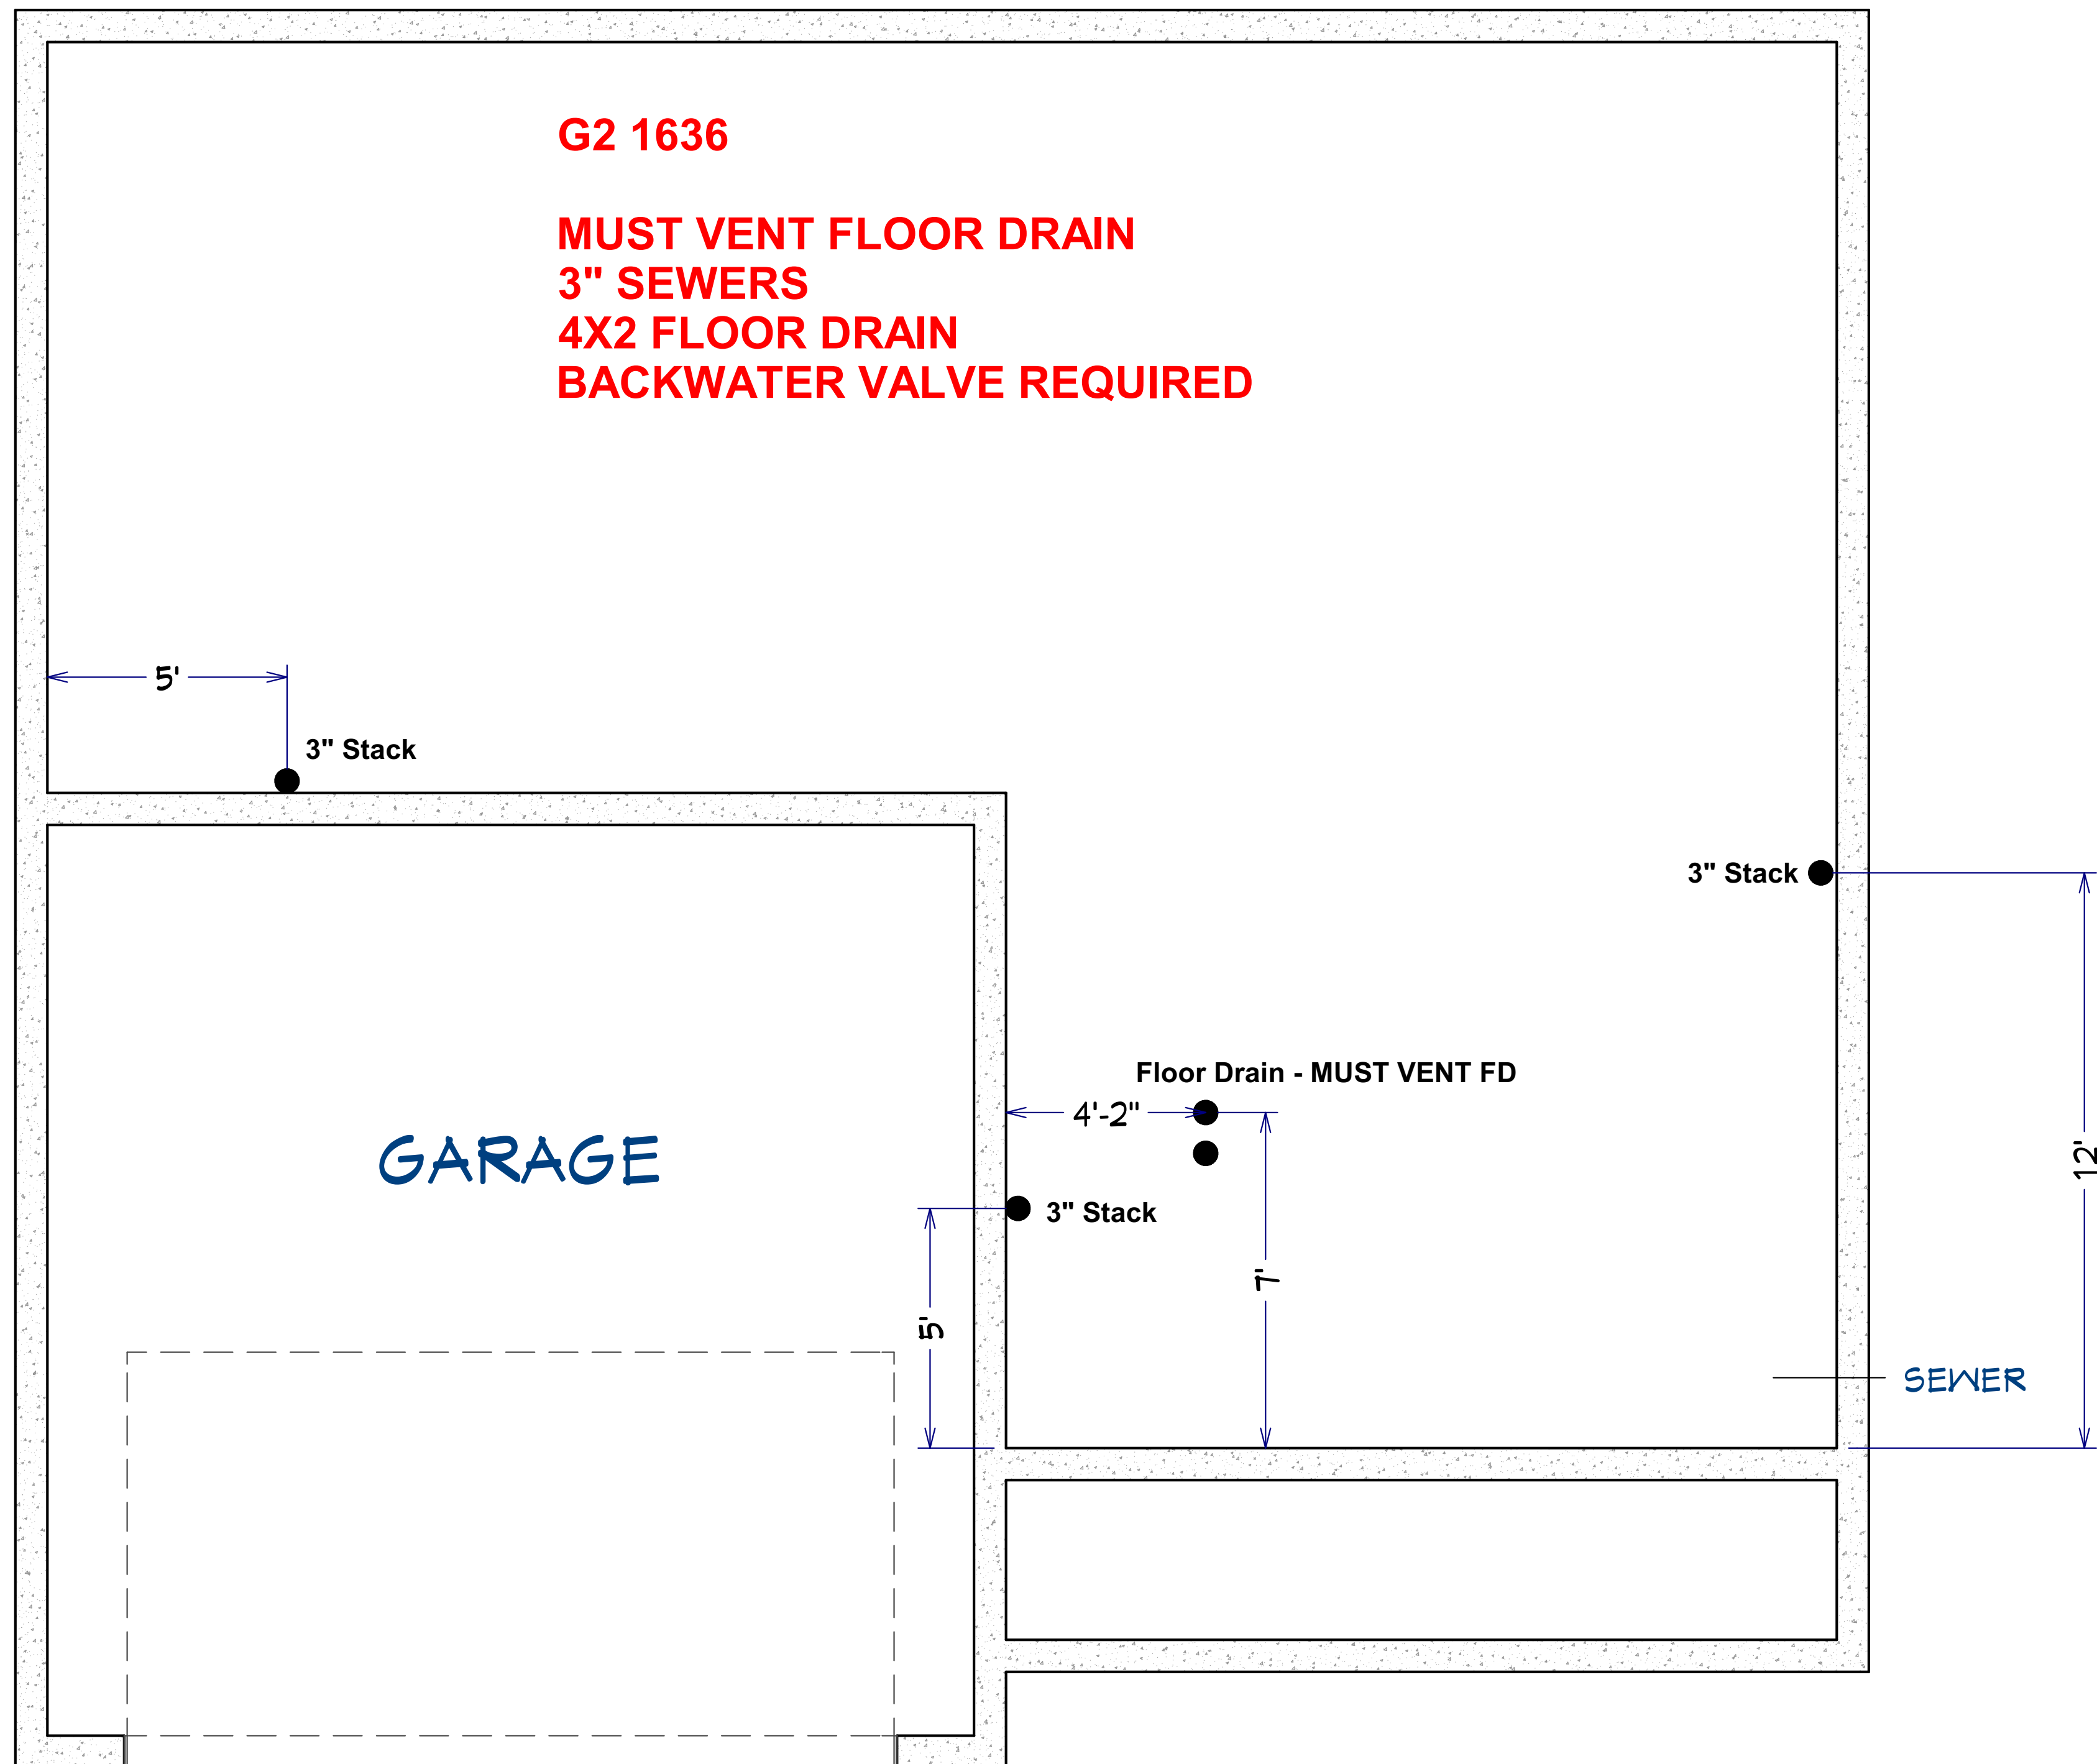 G2 1636
MUST VENT FLOOR DRAIN
3" SEWERS
4X2 FLOOR DRAIN
BACKWATER VALVE REQUIRED
5'
3" Stack
3" Stack
Floor Drain - MUST VENT FD
4'-2"
GARAGE
12'
3" Stack
7'
5'
SEWER